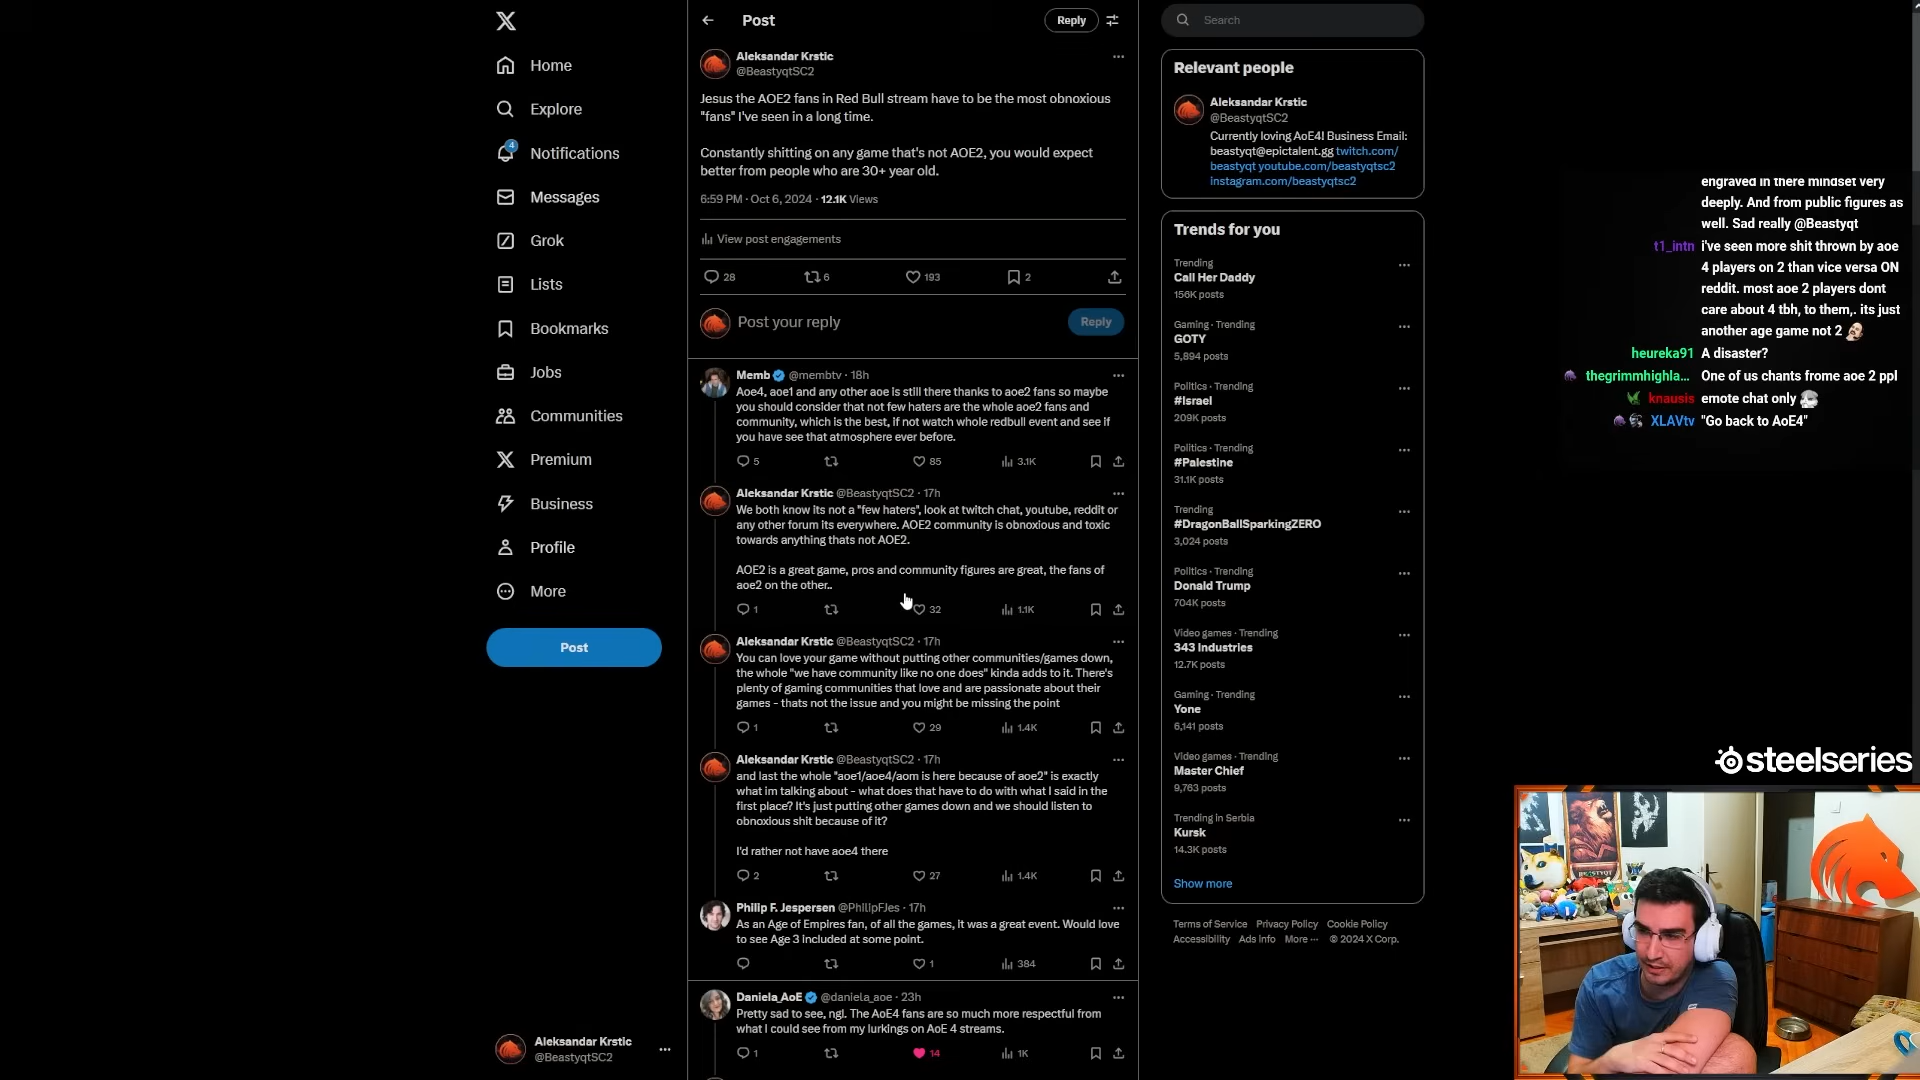 Home
Explore
4
Notifications
Messages
Grok
Lists
Bookmarks
Jobs
Communities
Premium
Business
Profile
More
Post
Aleksandar Krstic
@BeastyqtSC2
Post
Reply
Aleksandar Krstic
@BeastyqtSC2
Jesus the AOE2 fans in Red Bull stream have to be the most obnoxious
"fans" I've seen in a long time.
Constantly shitting on any game that's not AOE2, you would expect
better from people who are 30+ year old.
6:59 PM · Oct 6, 2024 · 12.1K Views
View post engagements
28 6 193 2
Post your reply
Reply
Memb @membtv · 18h
Aoe4, aoe1 and any other aoe is still there thanks to aoe2 fans so maybe
you should consider that not few haters are the whole aoe2 fans and
community, which is the best, if not watch whole redbull event and see if
you have see that atmosphere ever before.
5 85 3.1K
Aleksandar Krstic @BeastyqtSC2 · 17h
We both know its not a "few haters", look at twitch chat, youtube, reddit or
any other forum its everywhere. AOE2 community is obnoxious and toxic
towards anything thats not AOE2.
AOE2 is a great game, pros and community figures are great, the fans of
aoe2 on the other..
1 32 1.1K
Aleksandar Krstic @BeastyqtSC2 · 17h
You can love your game without putting other communities/games down,
the whole "we have community like no one does" kinda adds to it. There's
plenty of gaming communities that love and are passionate about their
games - thats not the issue and you might be missing the point
1 29 1.4K
Aleksandar Krstic @BeastyqtSC2 · 17h
and last the whole "aoe1/aoe4/aom is here because of aoe2" is exactly
what im talking about - what does that have to do with what I said in the
first place? It's just putting other games down and we should listen to
obnoxious shit because of it?
I'd rather not have aoe4 there
2 27 1.4K
Philip F. Jespersen @PhilipFJes · 17h
As an Age of Empires fan, of all the games, it was a great event. Would love
to see Age 3 included at some point.
1 384
Daniela_AoE @daniela_aoe · 23h
Pretty sad to see, ngl. The AoE4 fans are so much more respectful from
what I could see from my lurkings on AoE 4 streams.
1 14 1K
Search
Relevant people
Aleksandar Krstic
@BeastyqtSC2
Currently loving AoE4! Business Email:
beastyqt@epictalent.gg twitch.com/
beastyqt youtube.com/beastyqtsc2
instagram.com/beastyqtsc2
Trends for you
Trending
Call Her Daddy
156K posts
Gaming · Trending
GOTY
5,894 posts
Politics · Trending
#Israel
209K posts
Politics · Trending
#Palestine
31.1K posts
Trending
#DragonBallSparkingZERO
3,024 posts
Politics · Trending
Donald Trump
704K posts
Video games · Trending
343 Industries
12.7K posts
Gaming · Trending
Yone
6,141 posts
Video games · Trending
Master Chief
9,763 posts
Trending in Serbia
Kursk
14.3K posts
Show more
Terms of Service Privacy Policy Cookie Policy
Accessibility Ads info More ··· © 2024 X Corp.
engraved in there mindset very
deeply. And from public figures as
well. Sad really @Beastyqt
t1_intn i've seen more shit thrown by aoe
4 players on 2 than vice versa ON
reddit. most aoe 2 players dont
care about 4 tbh, to them,. its just
another age game not 2
heureka91 A disaster?
thegrimmhighla... One of us chants frome aoe 2 ppl
knausis emote chat only
XLAVtv "Go back to AoE4"
steelseries